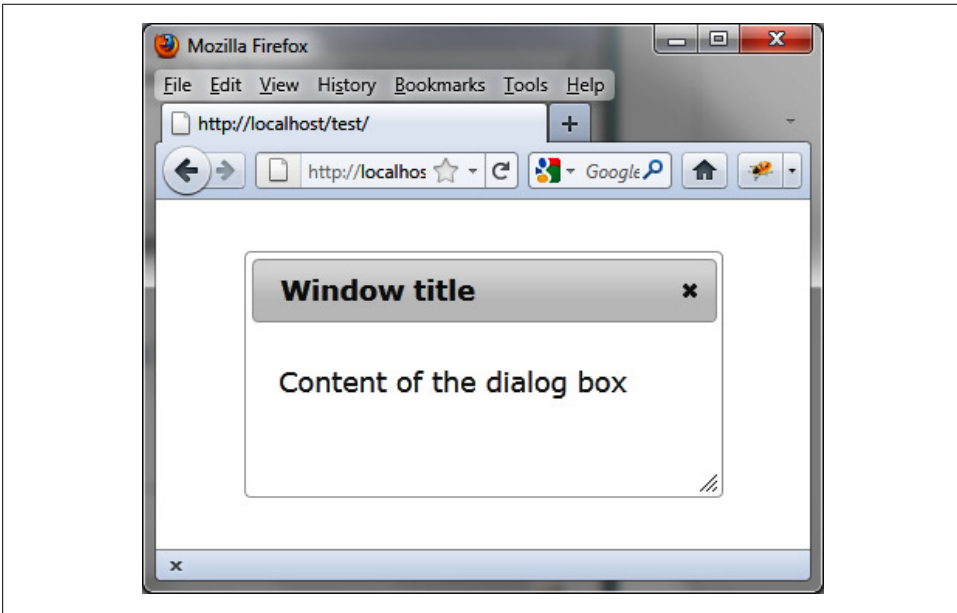 Mozilla Firefox
File Edit View History Bookmarks Tools Help
http://localhost/test/
http://localhos Google
Window title
Content of the dialog box